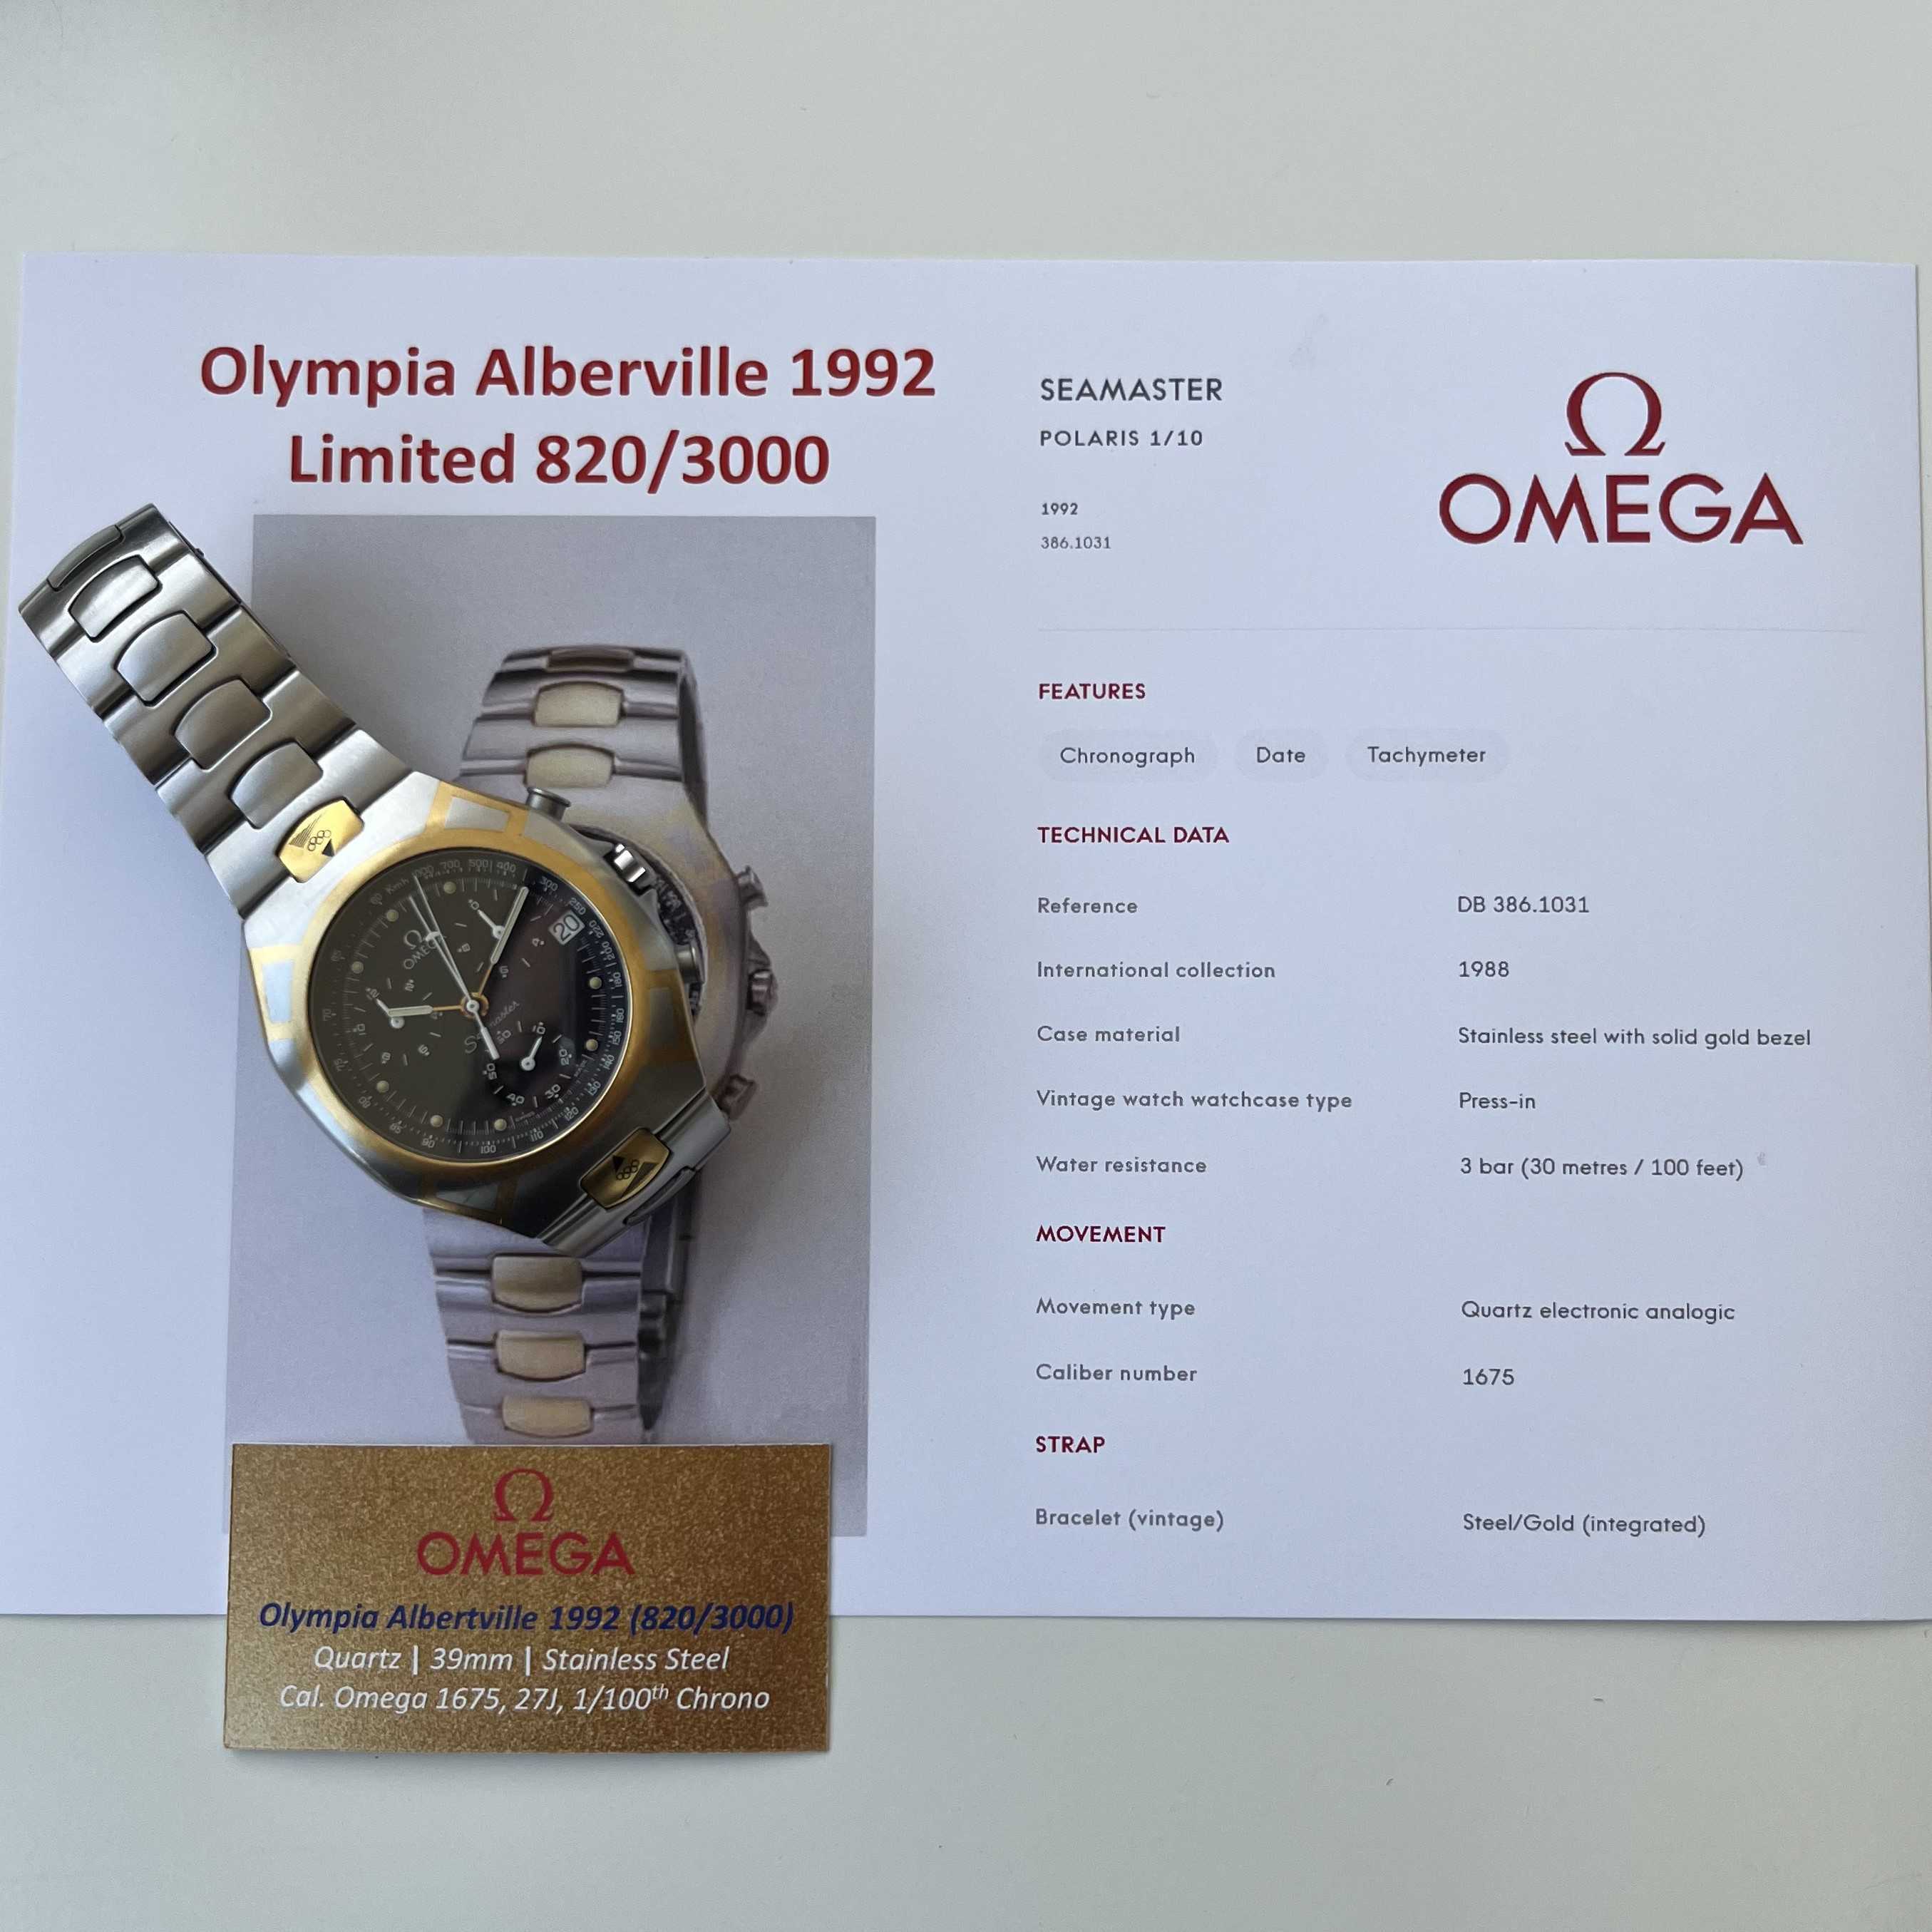 Olympia Alberville 1992
Limited 820/3000
SEAMASTER
POLARIS 1/10
1992
386.1031
Ω
OMEGA
FEATURES
Chronograph Date Tachymeter
TECHNICAL DATA
Reference DB 386.1031
International collection 1988
Case material Stainless steel with solid gold bezel
Vintage watch watchcase type Press-in
Water resistance 3 bar (30 metres / 100 feet)
MOVEMENT
Movement type Quartz electronic analogic
Caliber number 1675
STRAP
Bracelet (vintage) Steel/Gold (integrated)
Ω
OMEGA
20
Ω
OMEGA
Olympia Albertville 1992 (820/3000)
Quartz | 39mm | Stainless Steel
Cal. Omega 1675, 27J, 1/100th Chrono